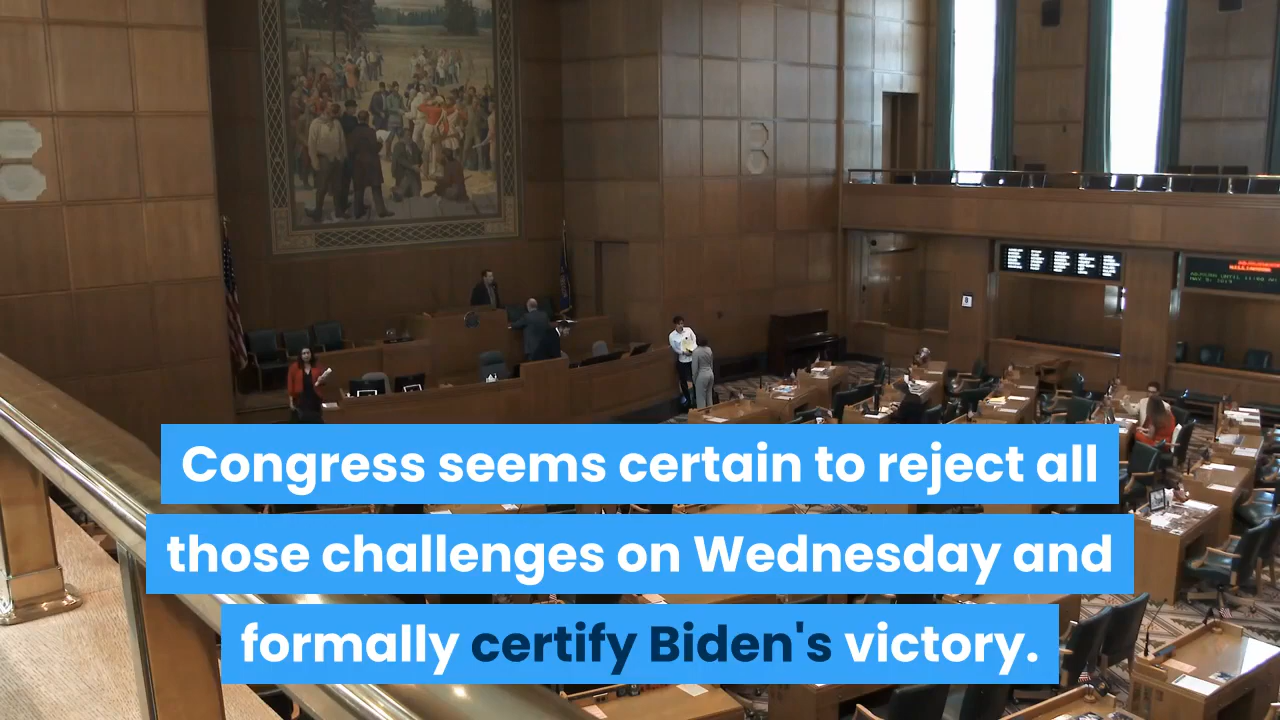 Congress seems certain to reject all
those challenges on Wednesday and
formally certify Biden's victory.